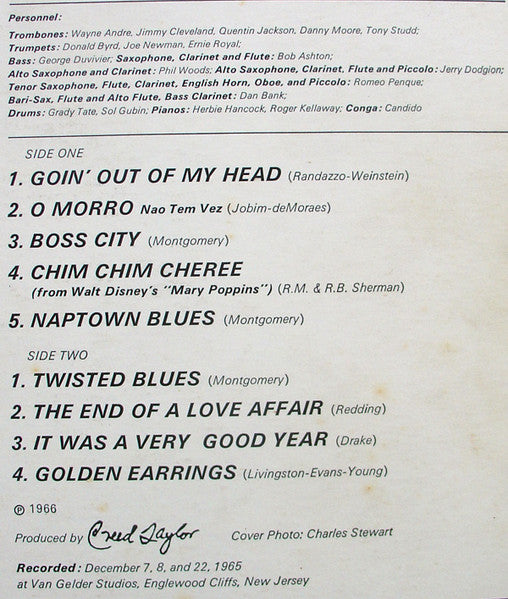 Personnel:
Trombones: Wayne Andre, Jimmy Cleveland, Quentin Jackson, Danny Moore, Tony Studd;
Trumpets: Donald Byrd, Joe Newman, Ernie Royal;
Bass: George Duvivier; Saxophone, Clarinet and Flute: Bob Ashton;
Alto Saxophone and Clarinet: Phil Woods; Alto Saxophone, Clarinet, Flute and Piccolo: Jerry Dodgion;
Tenor Saxophone, Flute, Clarinet, English Horn, Oboe, and Piccolo: Romeo Penque;
Bari-Sax, Flute and Alto Flute, Bass Clarinet: Dan Bank;
Drums: Grady Tate, Sol Gubin; Pianos: Herbie Hancock, Roger Kellaway; Conga: Candido
SIDE ONE
1. GOIN' OUT OF MY HEAD (Randazzo-Weinstein)
2. O MORRO Nao Tem Vez (Jobim-deMoraes)
3. BOSS CITY (Montgomery)
4. CHIM CHIM CHEREE
(from Walt Disney's "Mary Poppins") (R.M. & R.B. Sherman)
5. NAPTOWN BLUES (Montgomery)
SIDE TWO
1. TWISTED BLUES (Montgomery)
2. THE END OF A LOVE AFFAIR (Redding)
3. IT WAS A VERY GOOD YEAR (Drake)
4. GOLDEN EARRINGS (Livingston-Evans-Young)
℗ 1966
Produced by Creed Taylor Cover Photo: Charles Stewart
Recorded: December 7, 8, and 22, 1965
at Van Gelder Studios, Englewood Cliffs, New Jersey